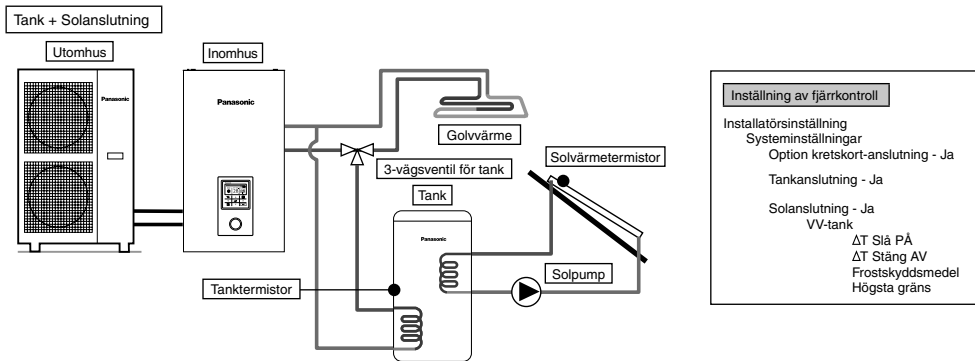 Tank + Solanslutning
Utomhus
Inomhus
Panasonic
Panasonic
Golvvärme
3-vägsventil för tank
Solvärmetermistor
Tank
Panasonic
Tanktermistor
Solpump
Inställning av fjärrkontroll
Installatörsinställning
Systeminställningar
Option kretskort-anslutning - Ja
Tankanslutning - Ja
Solanslutning - Ja
VV-tank
ΔT Slå PÅ
ΔT Stäng AV
Frostskyddsmedel
Högsta gräns